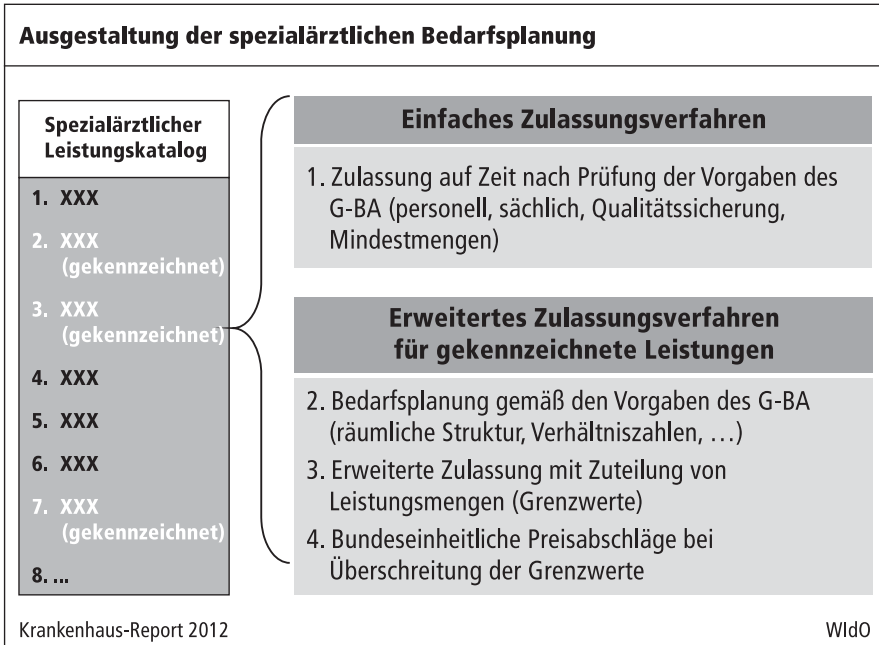 Ausgestaltung der spezialärztlichen Bedarfsplanung
Spezialärztlicher
Leistungskatalog
1. XXX
2. XXX
(gekennzeichnet)
3. XXX
(gekennzeichnet)
4. XXX
5. XXX
6. XXX
7. XXX
(gekennzeichnet)
8. ...
Einfaches Zulassungsverfahren
1. Zulassung auf Zeit nach Prüfung der Vorgaben des
G-BA (personell, sächlich, Qualitätssicherung,
Mindestmengen)
Erweitertes Zulassungsverfahren
für gekennzeichnete Leistungen
2. Bedarfsplanung gemäß den Vorgaben des G-BA
(räumliche Struktur, Verhältniszahlen, …)
3. Erweiterte Zulassung mit Zuteilung von
Leistungsmengen (Grenzwerte)
4. Bundeseinheitliche Preisabschläge bei
Überschreitung der Grenzwerte
Krankenhaus-Report 2012
WIdO